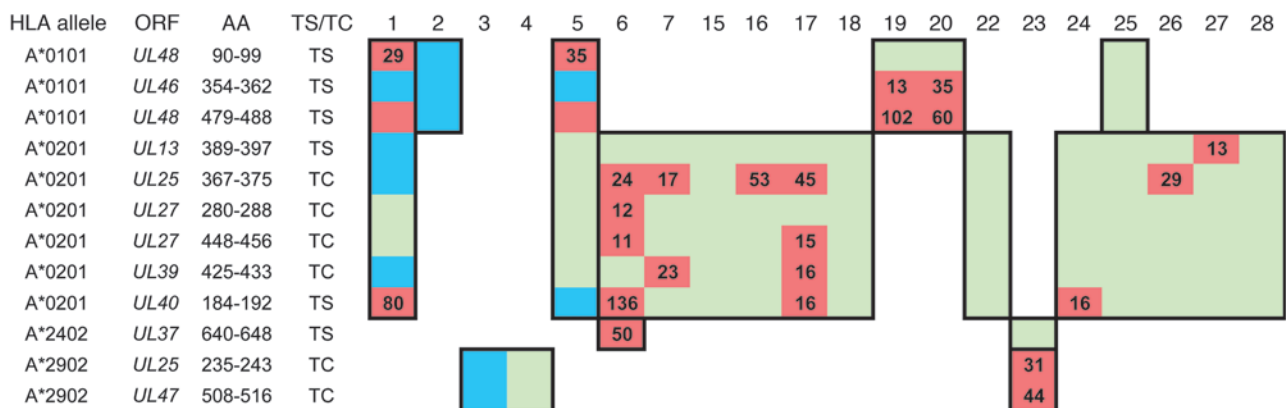 HLA allele ORF AA TS/TC 1 2 3 4 5 6 7 15 16 17 18 19 20 22 23 24 25 26 27 28
A*0101 UL48 90-99 TS 29 35
A*0101 UL46 354-362 TS 13 35
A*0101 UL48 479-488 TS 102 60
A*0201 UL13 389-397 TS 13
A*0201 UL25 367-375 TC 24 17 53 45 29
A*0201 UL27 280-288 TC 12
A*0201 UL27 448-456 TC 11 15
A*0201 UL39 425-433 TC 23 16
A*0201 UL40 184-192 TS 80 136 16 16
A*2402 UL37 640-648 TS 50
A*2902 UL25 235-243 TC 31
A*2902 UL47 508-516 TC 44